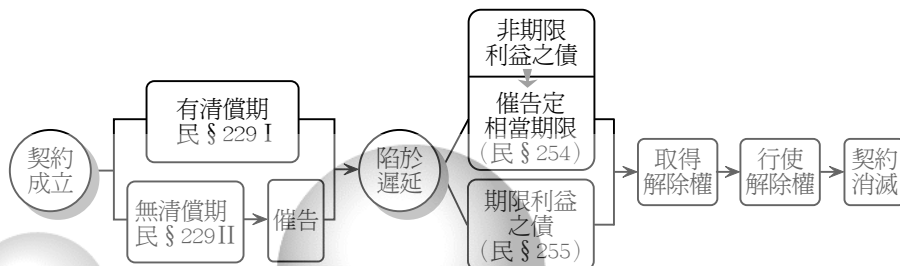 契約
成立
有清償期
民§229Ⅰ
無清償期
民§229Ⅱ
催告
陷於
遲延
非期限
利益之債
催告定
相當期限
（民§254）
期限利益
之債
（民§255）
取得
解除權
行使
解除權
契約
消滅